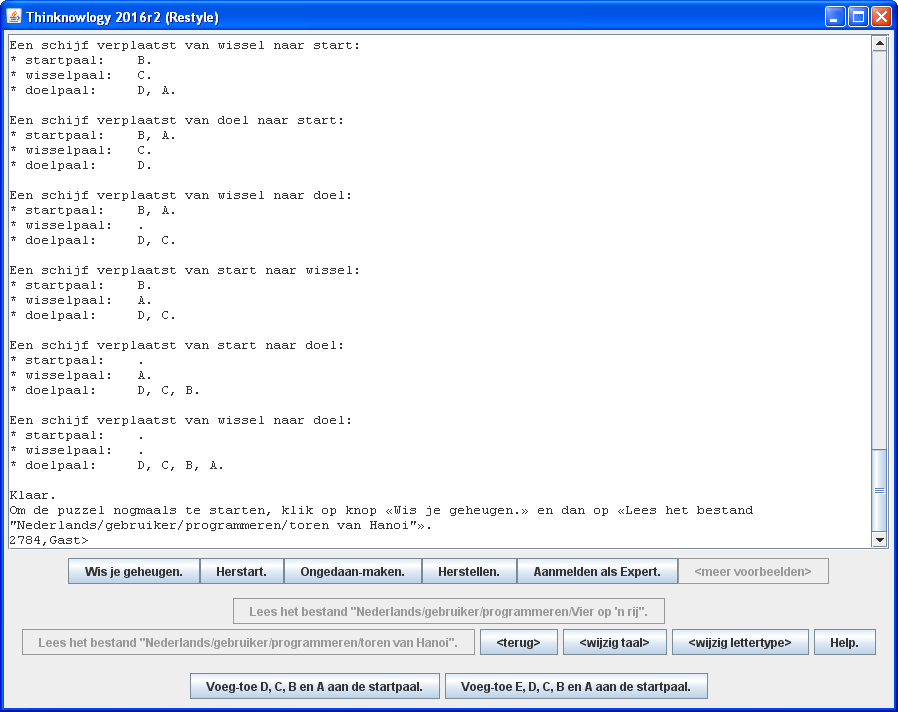 Thinknowlogy 2016r2 (Restyle)
Een schijf verplaatst van wissel naar start:
* startpaal:    B.
* wisselpaal:   C.
* doelpaal:     D, A.
Een schijf verplaatst van doel naar start:
* startpaal:    B, A.
* wisselpaal:   C.
* doelpaal:     D.
Een schijf verplaatst van wissel naar doel:
* startpaal:    B, A.
* wisselpaal:   .
* doelpaal:     D, C.
Een schijf verplaatst van start naar wissel:
* startpaal:    B.
* wisselpaal:   A.
* doelpaal:     D, C.
Een schijf verplaatst van start naar doel:
* startpaal:    .
* wisselpaal:   A.
* doelpaal:     D, C, B.
Een schijf verplaatst van wissel naar doel:
* startpaal:    .
* wisselpaal:   .
* doelpaal:     D, C, B, A.
Klaar.
Om de puzzel nogmaals te starten, klik op knop «Wis je geheugen.» en dan op «Lees het bestand
"Nederlands/gebruiker/programmeren/toren van Hanoi"».
2784,Gast>
Wis je geheugen. Herstart. Ongedaan-maken. Herstellen. Aanmelden als Expert. <meer voorbeelden>
Lees het bestand "Nederlands/gebruiker/programmeren/Vier op 'n rij".
Lees het bestand "Nederlands/gebruiker/programmeren/toren van Hanoi". <terug> <wijzig taal> <wijzig lettertype> Help.
Voeg-toe D, C, B en A aan de startpaal. Voeg-toe E, D, C, B en A aan de startpaal.